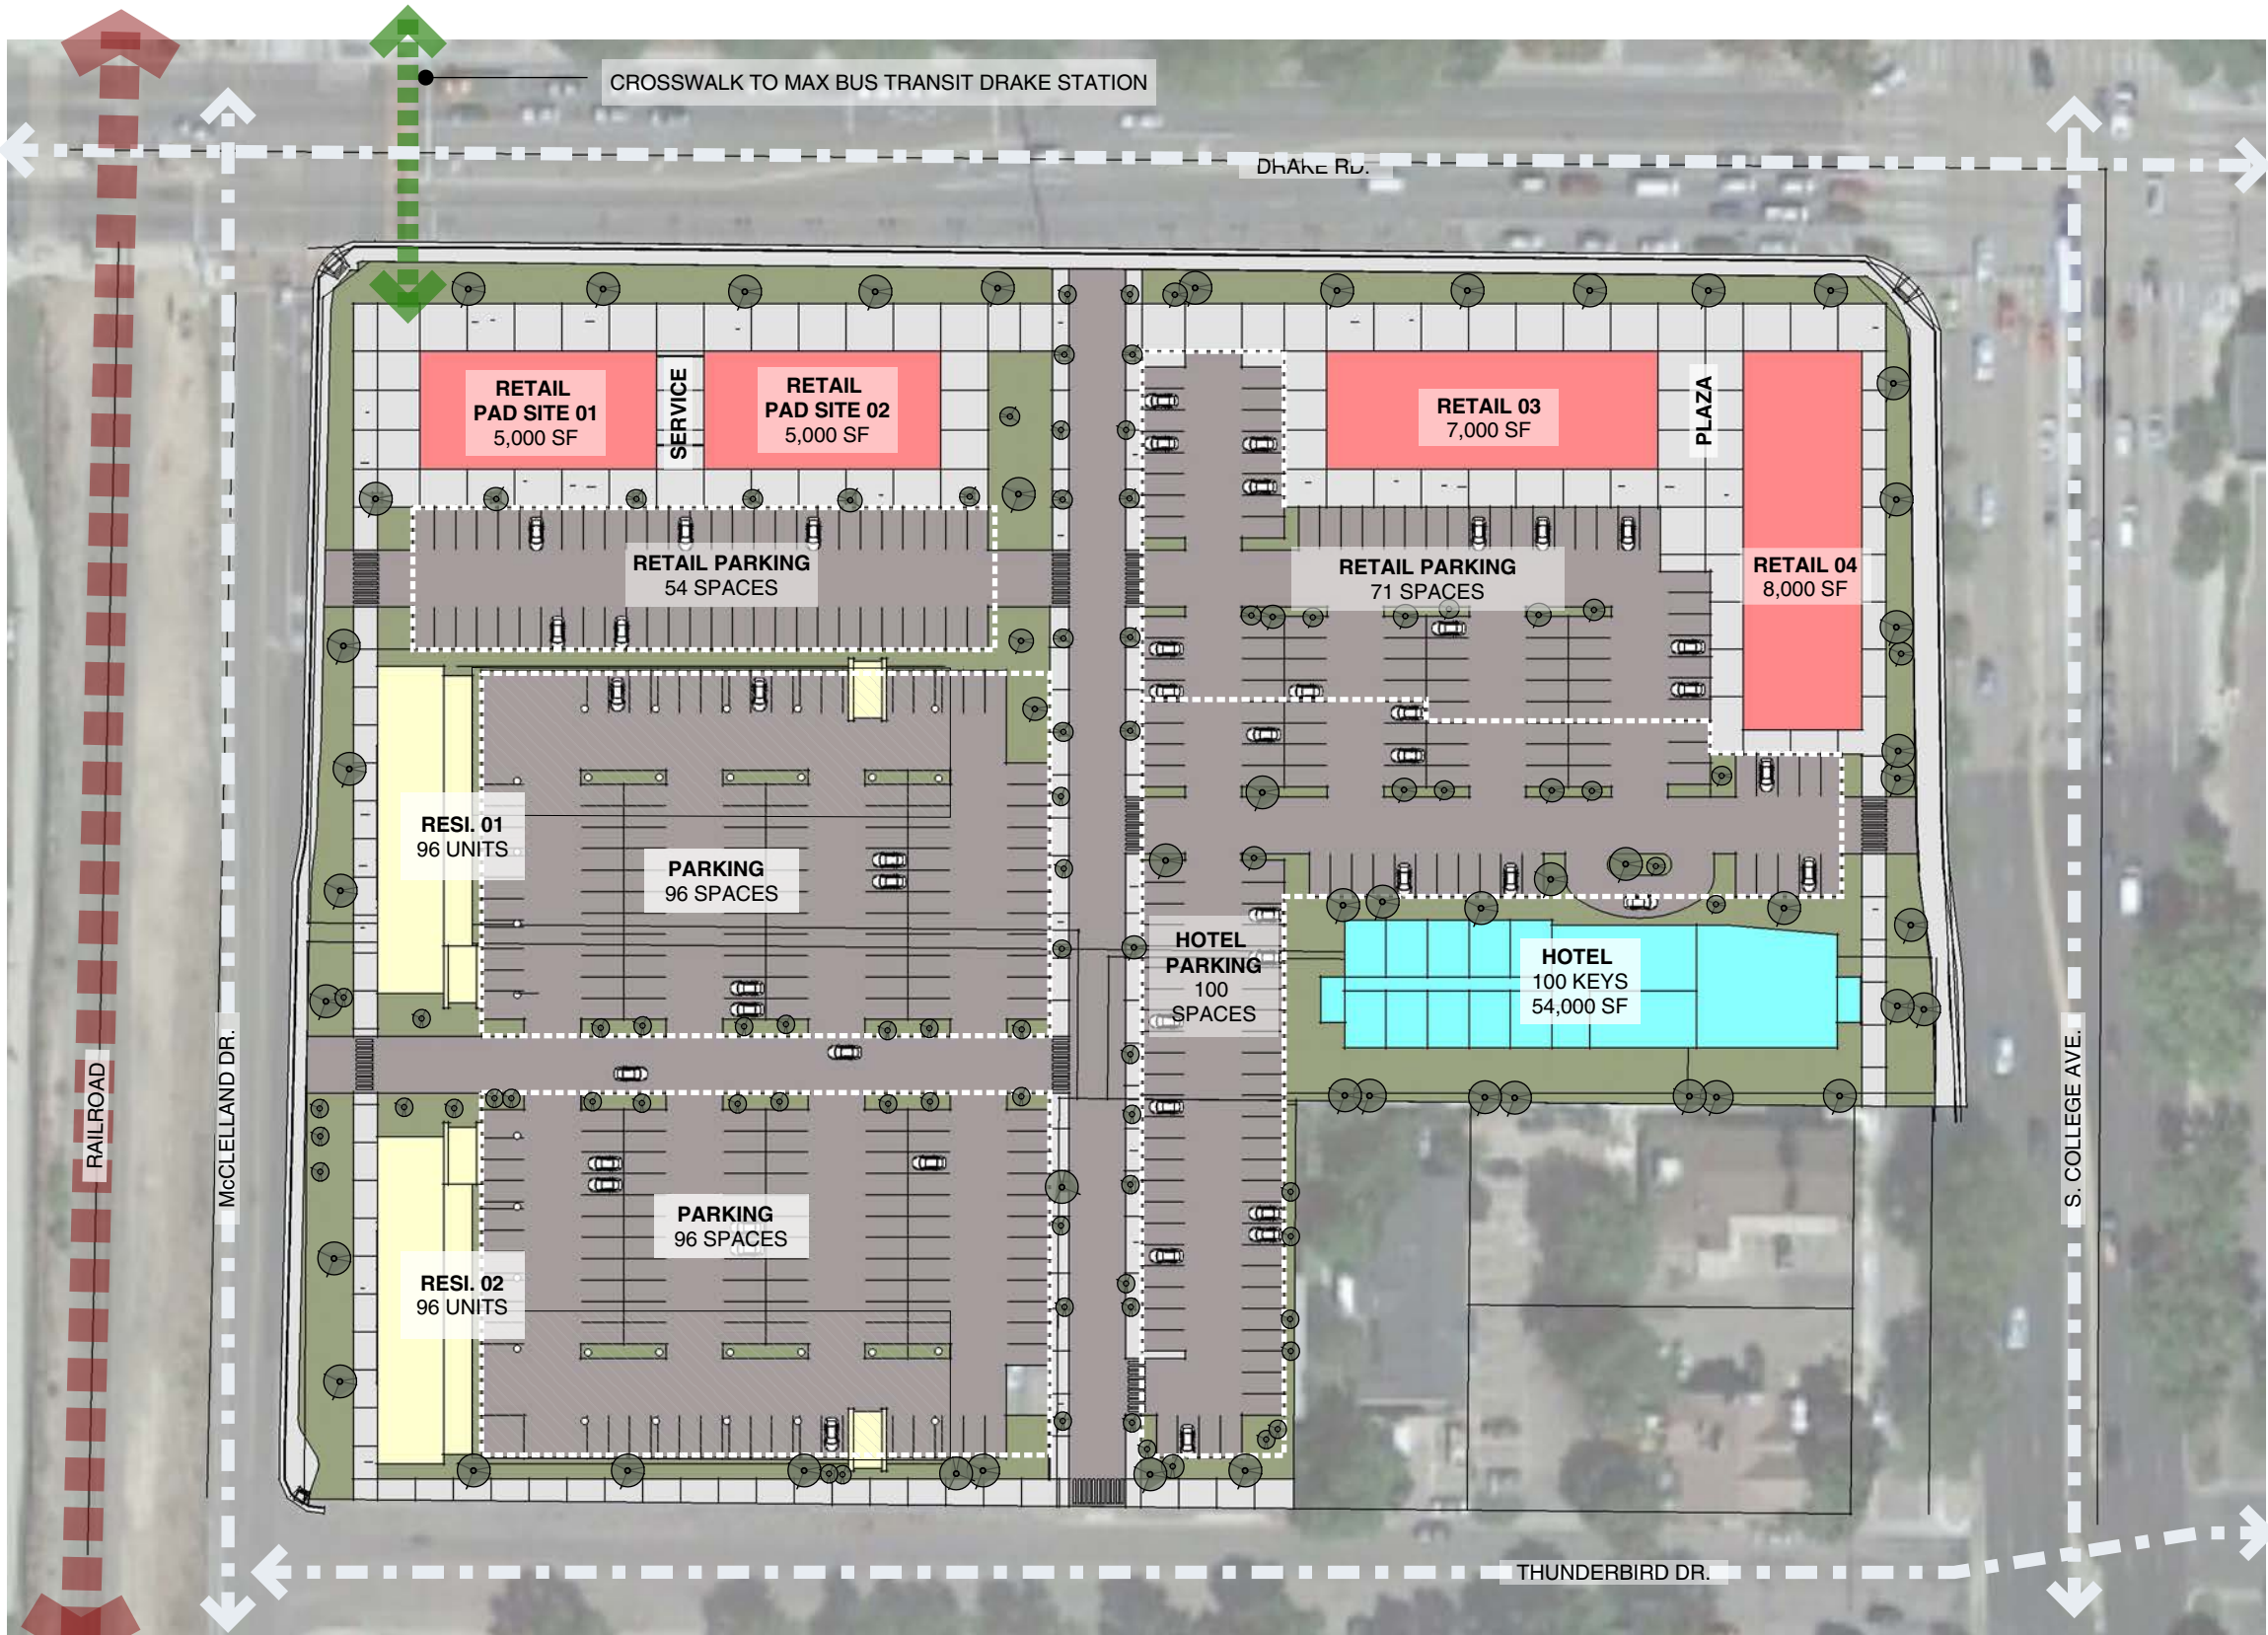 CROSSWALK TO MAX BUS TRANSIT DRAKE STATION
DRAKE RD.
RETAIL
PAD SITE 01
5,000 SF
SERVICE
RETAIL
PAD SITE 02
5,000 SF
RETAIL 03
7,000 SF
PLAZA
RETAIL 04
8,000 SF
RETAIL PARKING
54 SPACES
RETAIL PARKING
71 SPACES
RESI. 01
96 UNITS
PARKING
96 SPACES
HOTEL
PARKING
100
SPACES
HOTEL
100 KEYS
54,000 SF
RAILROAD
McCLELLAND DR.
S. COLLEGE AVE.
PARKING
96 SPACES
RESI. 02
96 UNITS
THUNDERBIRD DR.